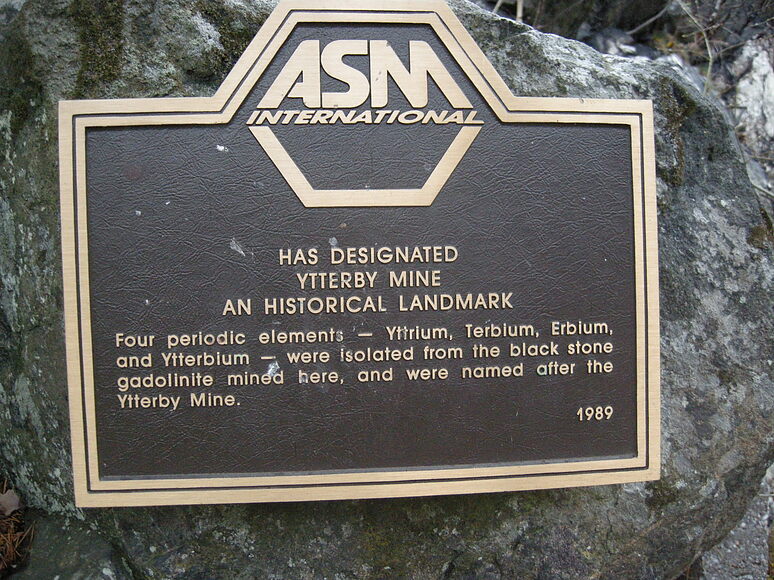 ASM
INTERNATIONAL
HAS DESIGNATED
YTTERBY MINE
AN HISTORICAL LANDMARK
Four periodic elements — Yttrium, Terbium, Erbium,
and Ytterbium — were isolated from the black stone
gadolinite mined here, and were named after the
Ytterby Mine.
1989